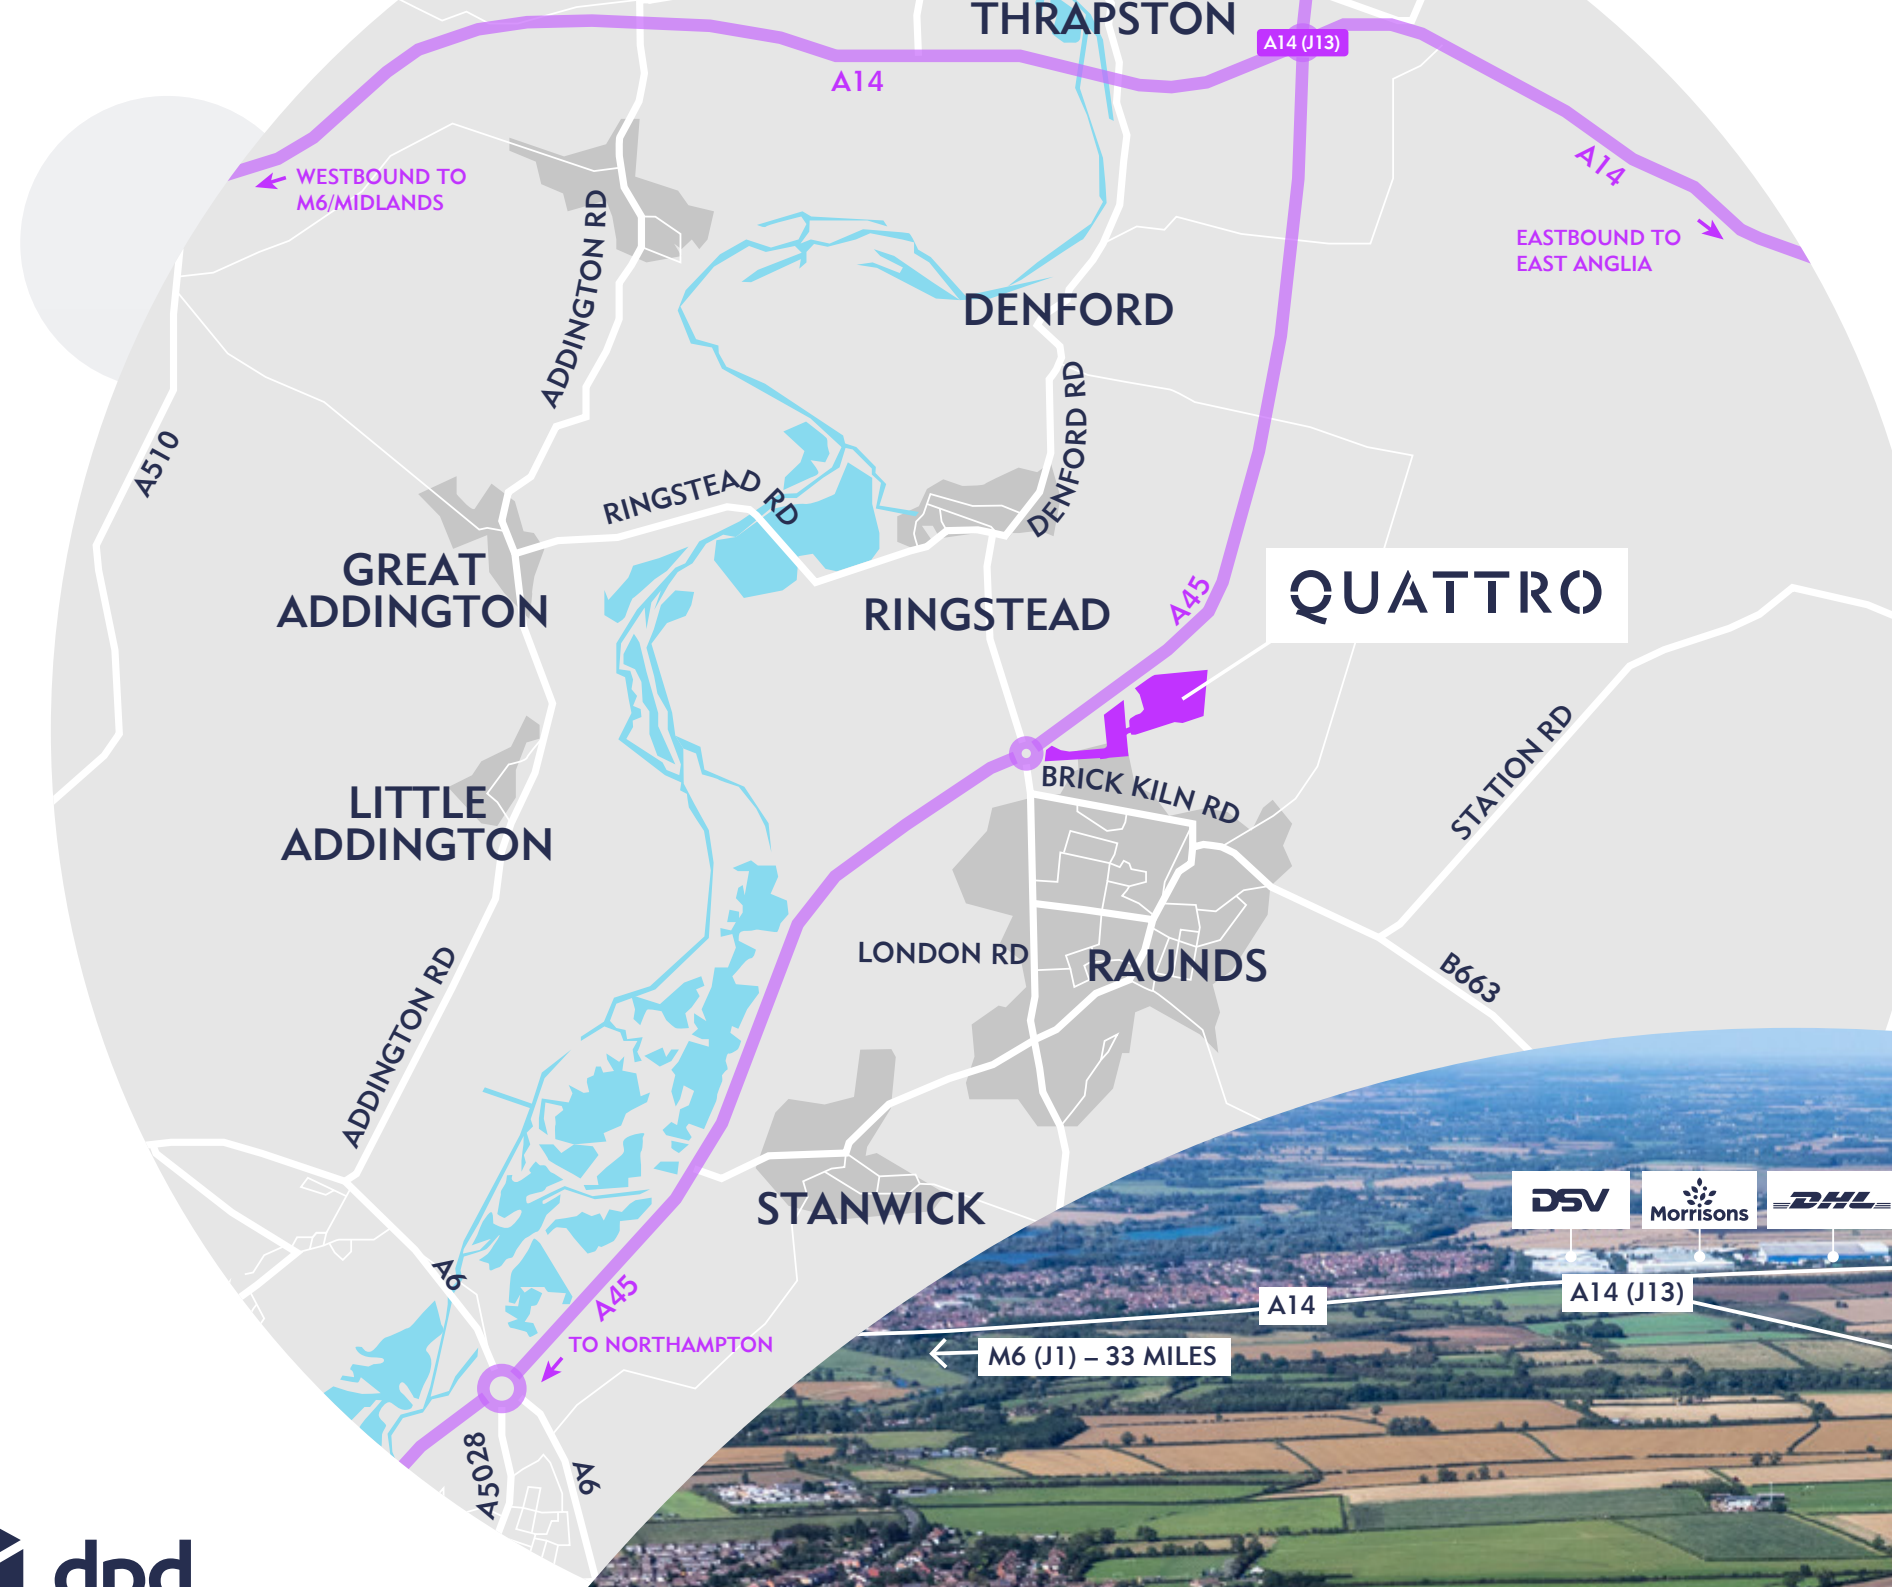 THRAPSTON
A14 (J13)
A14
A14
WESTBOUND TO
M6/MIDLANDS
EASTBOUND TO
EAST ANGLIA
ADDINGTON RD
DENFORD
DENFORD RD
A510
RINGSTEAD RD
GREAT
ADDINGTON
RINGSTEAD
A45
QUATTRO
STATION RD
BRICK KILN RD
LITTLE
ADDINGTON
LONDON RD
RAUNDS
B663
ADDINGTON RD
STANWICK
DSV
Morrisons
DHL
A6
A45
A14
A14 (J13)
TO NORTHAMPTON
M6 (J1) – 33 MILES
A5028
A6
dpd